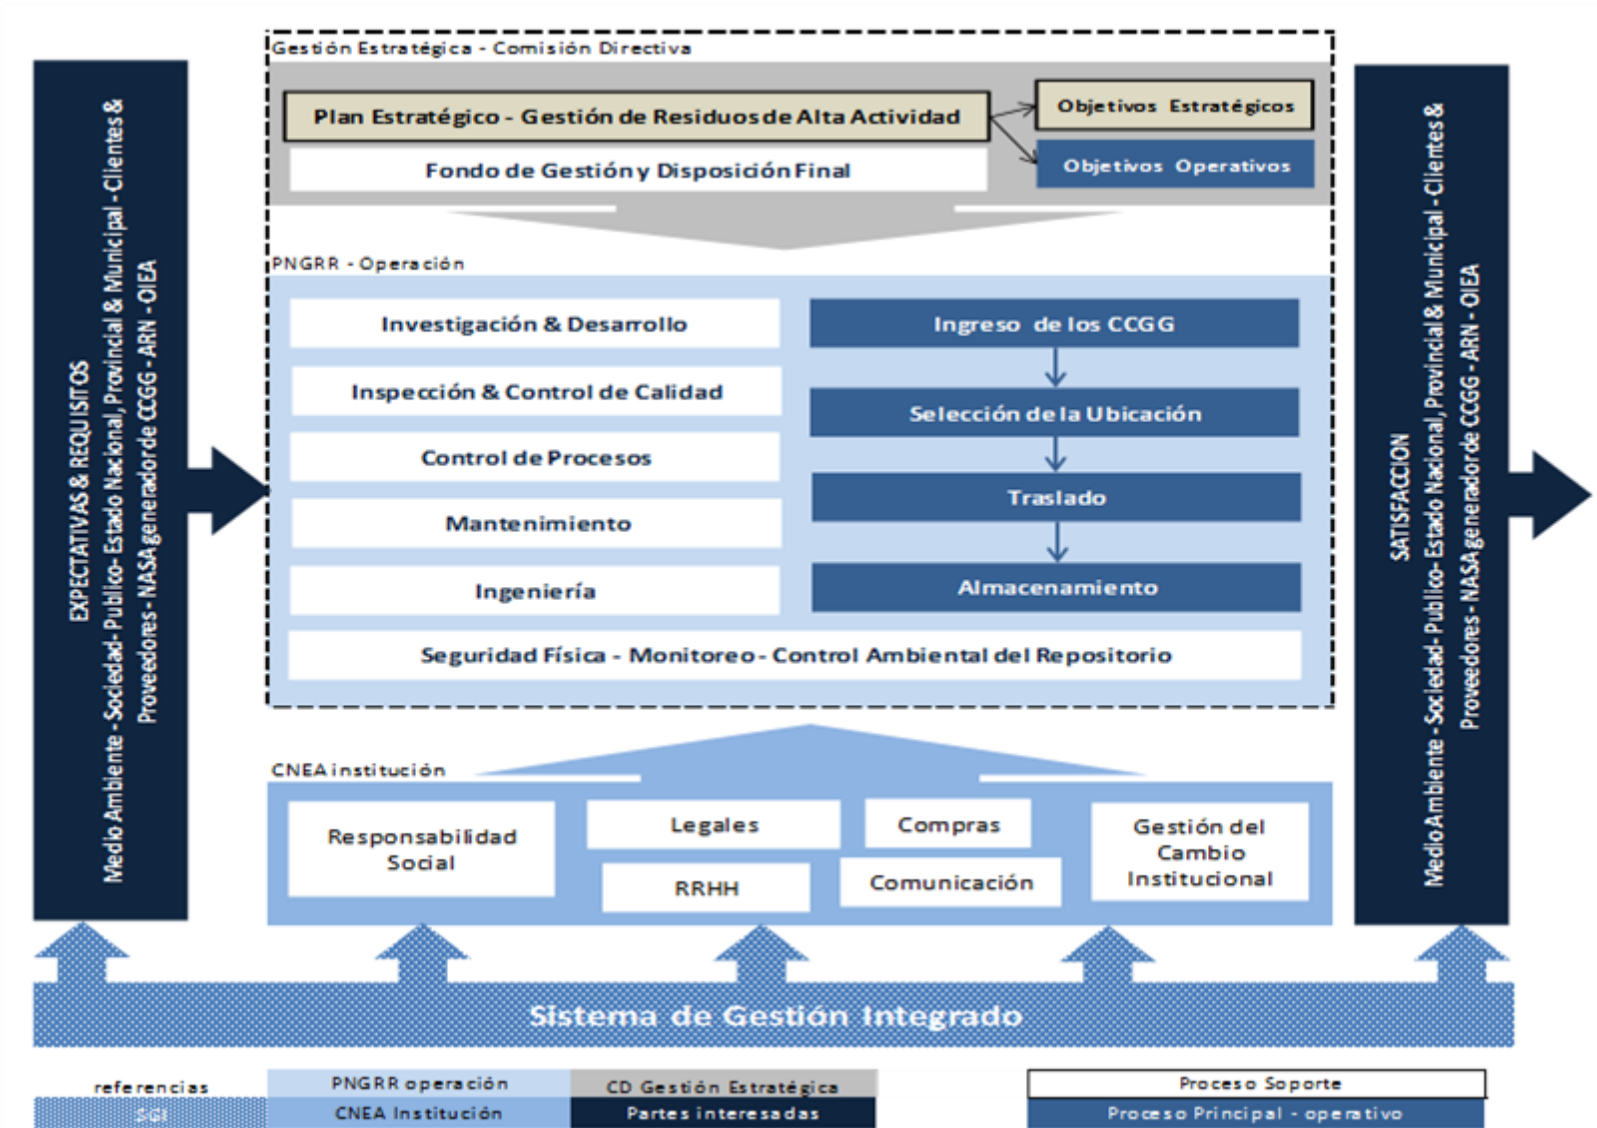 Gestión Estratégica - Comisión Directiva
Plan Estratégico - Gestión de Residuos de Alta Actividad
Objetivos Estratégicos
Fondo de Gestión y Disposición Final
Objetivos Operativos
EXPECTATIVAS & REQUISITOS
Medio Ambiente - Sociedad- Publico- Estado Nacional, Provincial & Municipal - Clientes &
Proveedores - NASA generador de CCGG - ARN - OIEA
PNGRR - Operación
Investigación & Desarrollo
Inspección & Control de Calidad
Control de Procesos
Mantenimiento
Ingeniería
Ingreso de los CCGG
Selección de la Ubicación
Traslado
Almacenamiento
Seguridad Física - Monitoreo - Control Ambiental del Repositorio
SATISFACCION
Medio Ambiente - Sociedad- Publico- Estado Nacional, Provincial & Municipal - Clientes &
Proveedores - NASA generador de CCGG - ARN - OIEA
CNEA institución
Responsabilidad
Social
Legales
RRHH
Compras
Comunicación
Gestión del
Cambio
Institucional
Sistema de Gestión Integrado
referencias
SGI
PNGRR operación
CNEA Institución
CD Gestión Estratégica
Partes interesadas
Proceso Soporte
Proceso Principal - operativo